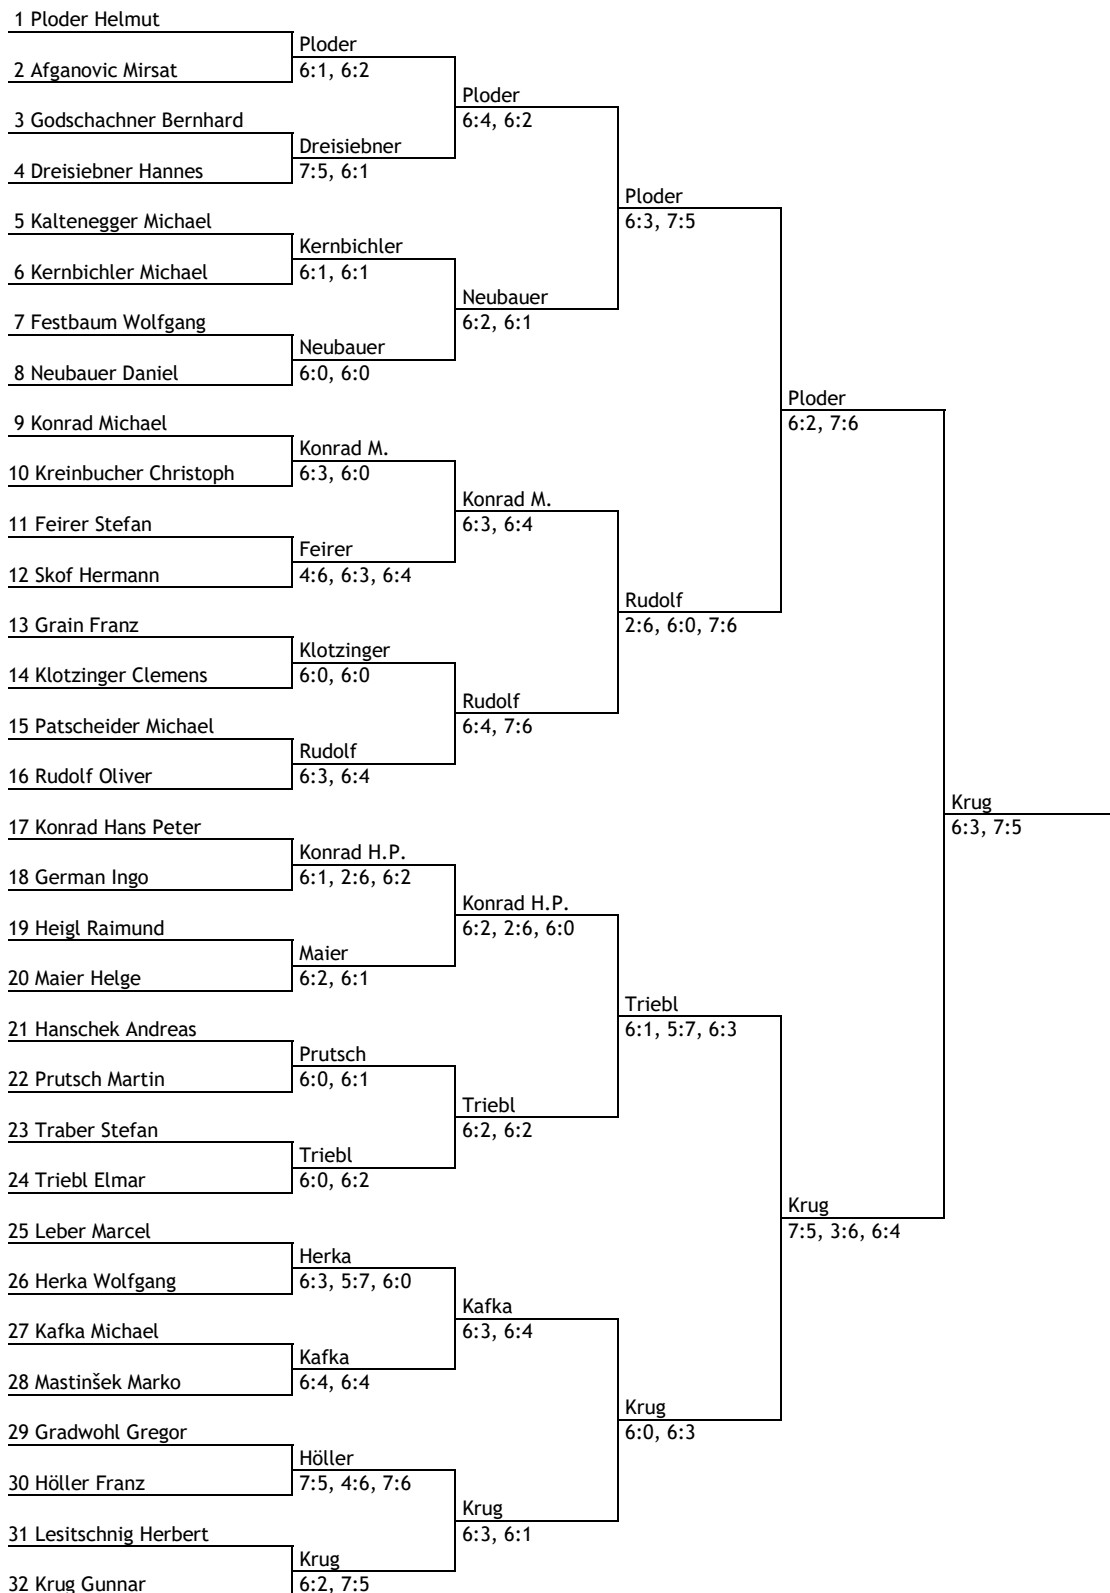 1 Ploder Helmut
Ploder
2 Afganovic Mirsat
6:1, 6:2
Ploder
3 Godschachner Bernhard
6:4, 6:2
Dreisiebner
4 Dreisiebner Hannes
7:5, 6:1
Ploder
5 Kaltenegger Michael
6:3, 7:5
Kernbichler
6 Kernbichler Michael
6:1, 6:1
Neubauer
7 Festbaum Wolfgang
6:2, 6:1
Neubauer
8 Neubauer Daniel
6:0, 6:0
Ploder
9 Konrad Michael
6:2, 7:6
Konrad M.
10 Kreinbucher Christoph
6:3, 6:0
Konrad M.
11 Feirer Stefan
6:3, 6:4
Feirer
12 Skof Hermann
4:6, 6:3, 6:4
Rudolf
13 Grain Franz
2:6, 6:0, 7:6
Klotzinger
14 Klotzinger Clemens
6:0, 6:0
Rudolf
15 Patscheider Michael
6:4, 7:6
Rudolf
16 Rudolf Oliver
6:3, 6:4
Krug
17 Konrad Hans Peter
6:3, 7:5
Konrad H.P.
18 German Ingo
6:1, 2:6, 6:2
Konrad H.P.
19 Heigl Raimund
6:2, 2:6, 6:0
Maier
20 Maier Helge
6:2, 6:1
Triebl
21 Hanschek Andreas
6:1, 5:7, 6:3
Prutsch
22 Prutsch Martin
6:0, 6:1
Triebl
23 Traber Stefan
6:2, 6:2
Triebl
24 Triebl Elmar
6:0, 6:2
Krug
25 Leber Marcel
7:5, 3:6, 6:4
Herka
26 Herka Wolfgang
6:3, 5:7, 6:0
Kafka
27 Kafka Michael
6:3, 6:4
Kafka
28 Mastinšek Marko
6:4, 6:4
Krug
29 Gradwohl Gregor
6:0, 6:3
Höller
30 Höller Franz
7:5, 4:6, 7:6
Krug
31 Lesitschnig Herbert
6:3, 6:1
Krug
32 Krug Gunnar
6:2, 7:5